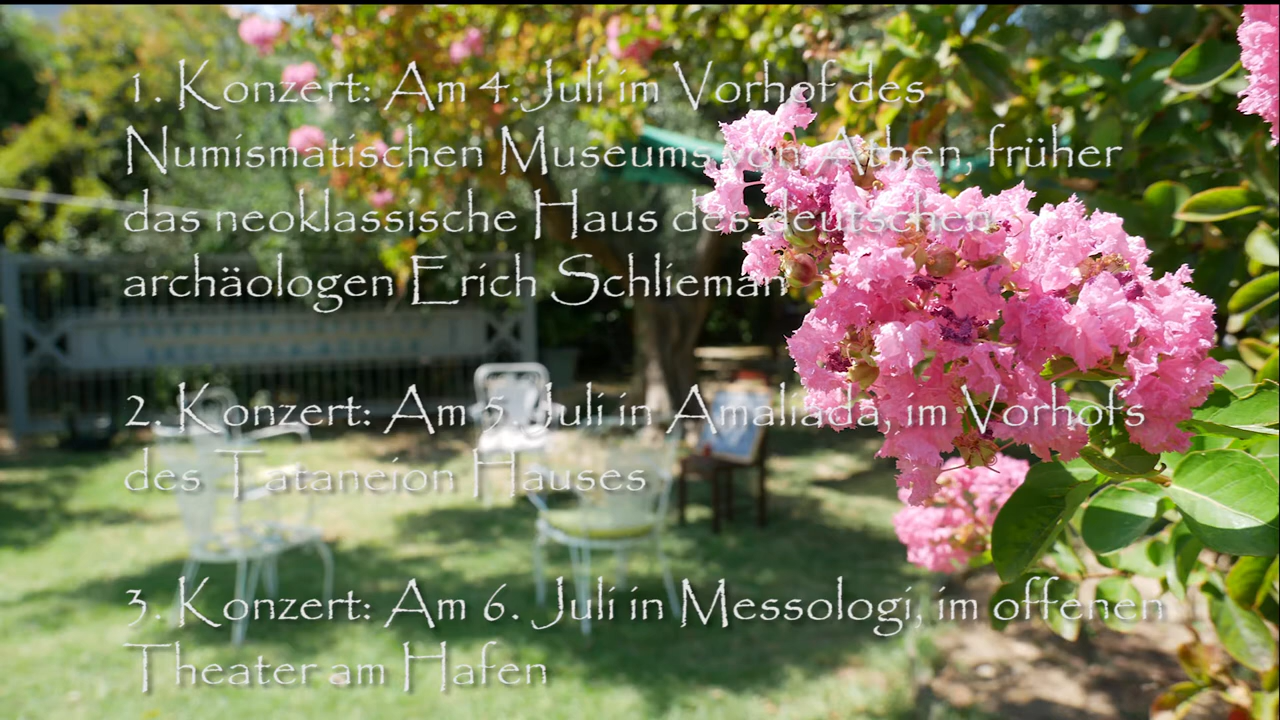 1. Konzert: Am 4. Juli im Vorhof des
Numismatischen Museums von Athen, früher
das neoklassische Haus des deutschen
archäologen Erich Schlieman
2. Konzert: Am 5. Juli in Amaliada, im Vorhofs
des Tataneion Hauses
3. Konzert: Am 6. Juli in Messologi, im offenen
Theater am Hafen